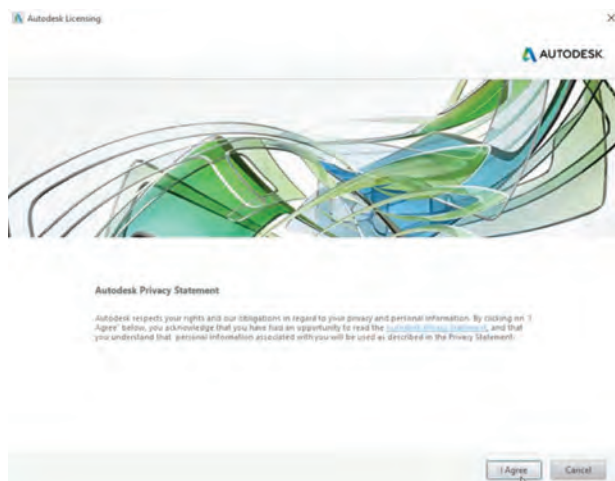 Autodesk Licensing
AUTODESK
Autodesk Privacy Statement
Autodesk respects your rights and our obligations in regard to your privacy and personal information. By clicking on 'I
Agree' below, you acknowledge that you have had an opportunity to read the Autodesk privacy statement, and that
you understand that personal information associated with you will be used as described in the Privacy Statement.
I Agree
Cancel